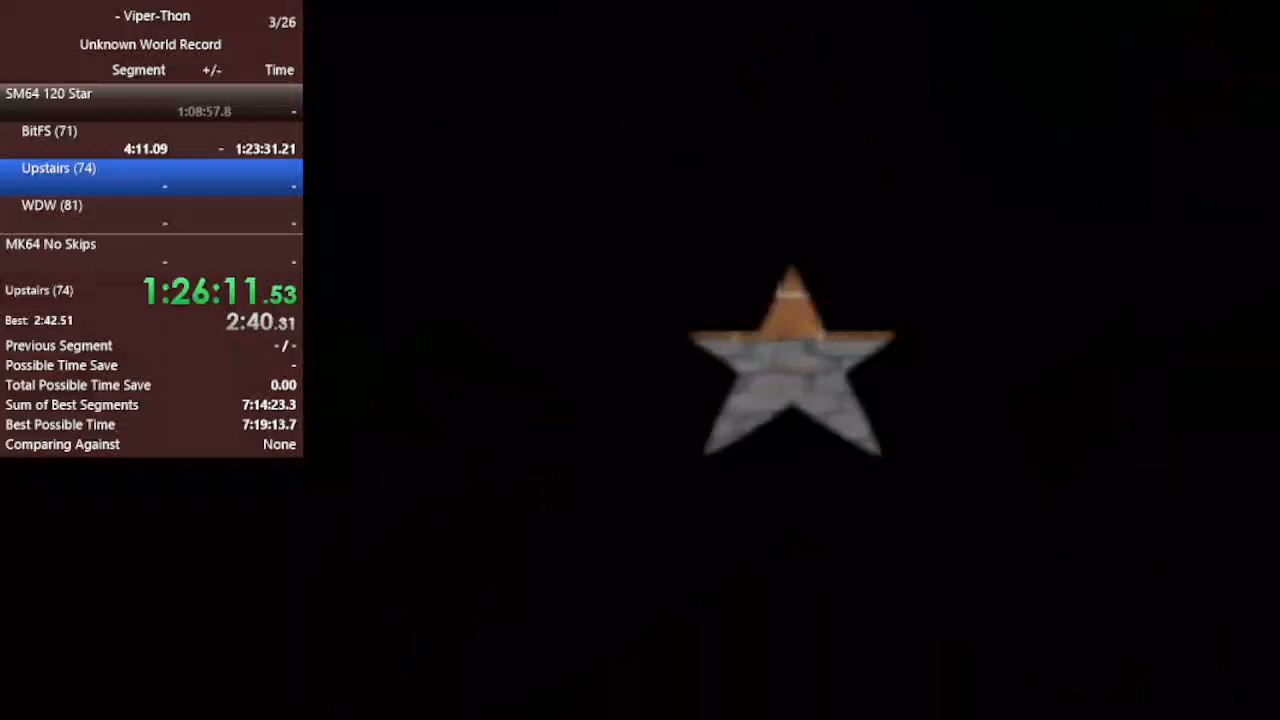 - Viper-Thon
3/26
Unknown World Record
Segment +/- Time
SM64 120 Star
1:08:57.8 -
BitFS (71)
4:11.09 - 1:23:31.21
Upstairs (74)
- -
WDW (81)
- -
MK64 No Skips
- -
Upstairs (74) 1:26:11.53
Best: 2:42.51 2:40.31
Previous Segment - / -
Possible Time Save -
Total Possible Time Save 0.00
Sum of Best Segments 7:14:23.3
Best Possible Time 7:19:13.7
Comparing Against None